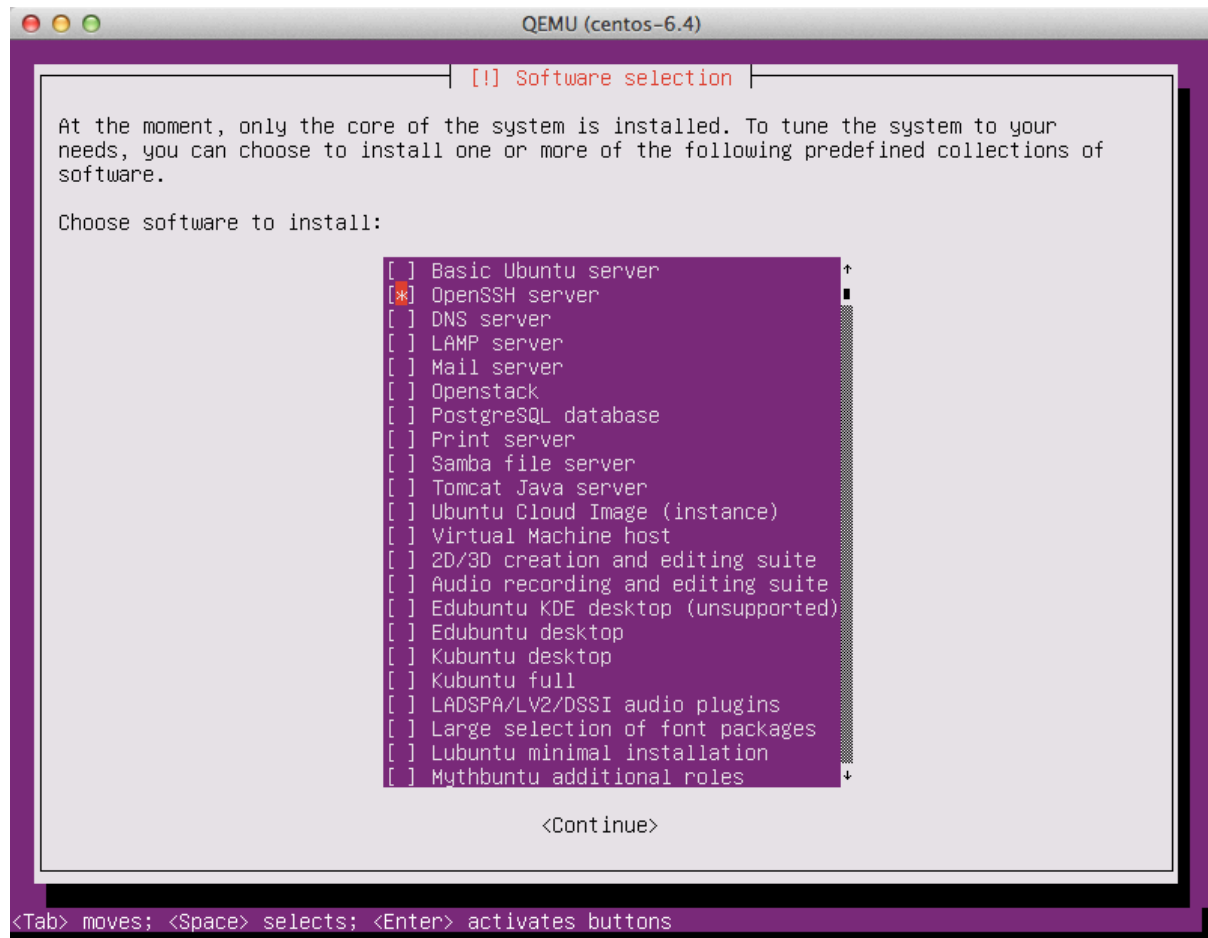 QEMU (centos-6.4)
[!] Software selection
At the moment, only the core of the system is installed. To tune the system to your
needs, you can choose to install one or more of the following predefined collections of
software.
Choose software to install:
[ ] Basic Ubuntu server
[*] OpenSSH server
[ ] DNS server
[ ] LAMP server
[ ] Mail server
[ ] Openstack
[ ] PostgreSQL database
[ ] Print server
[ ] Samba file server
[ ] Tomcat Java server
[ ] Ubuntu Cloud Image (instance)
[ ] Virtual Machine host
[ ] 2D/3D creation and editing suite
[ ] Audio recording and editing suite
[ ] Edubuntu KDE desktop (unsupported)
[ ] Edubuntu desktop
[ ] Kubuntu desktop
[ ] Kubuntu full
[ ] LADSPA/LV2/DSSI audio plugins
[ ] Large selection of font packages
[ ] Lubuntu minimal installation
[ ] Mythbuntu additional roles
<Continue>
<Tab> moves; <Space> selects; <Enter> activates buttons